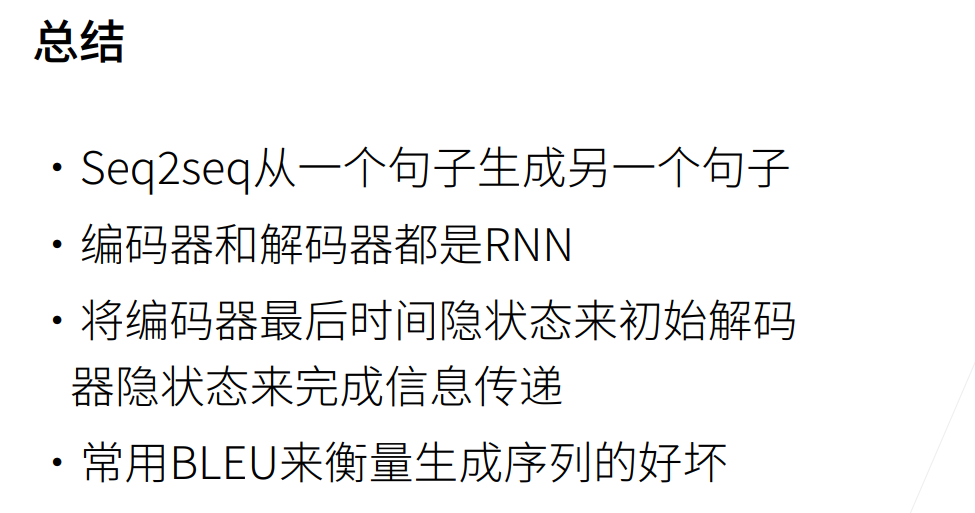 总结
• Seq2seq从一个句子生成另一个句子
• 编码器和解码器都是RNN
• 将编码器最后时间隐状态来初始解码
器隐状态来完成信息传递
• 常用BLEU来衡量生成序列的好坏